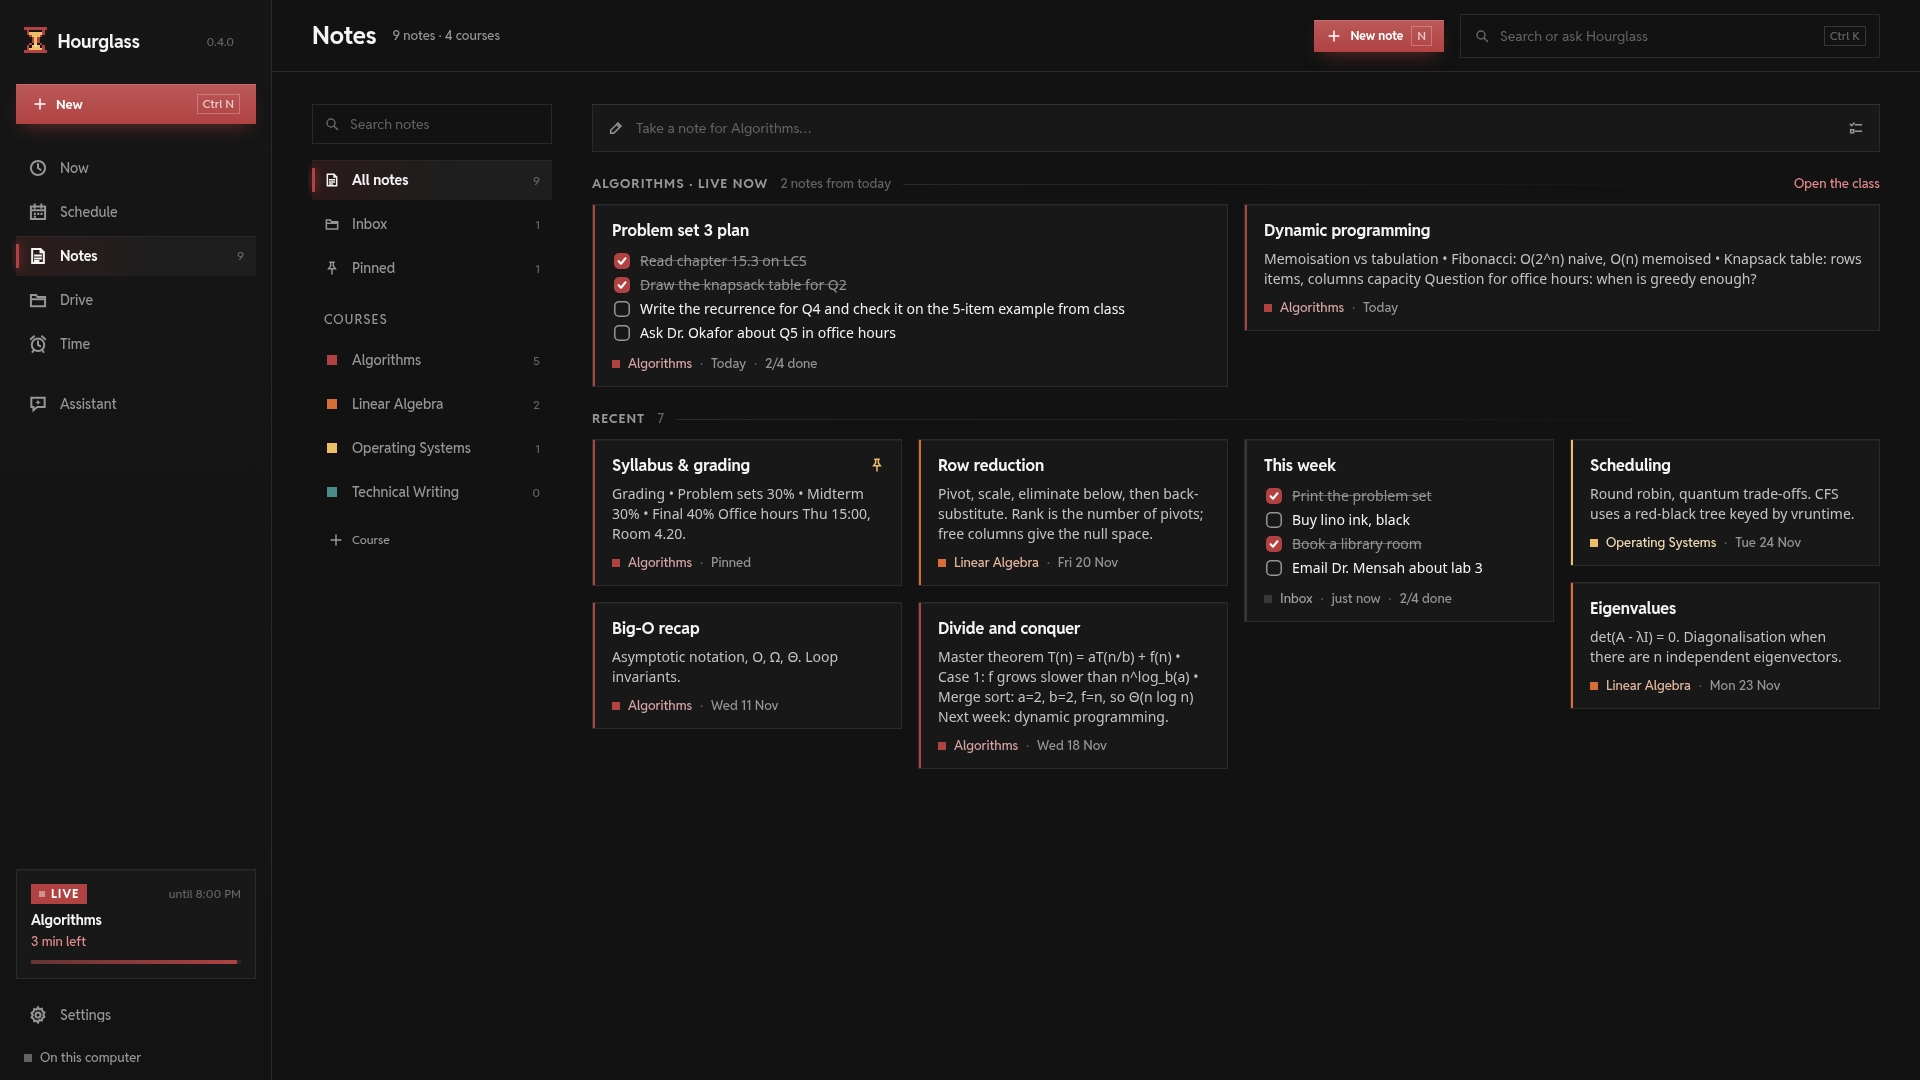 Hourglass
0.4.0
New
Ctrl N
Now
Schedule
Notes
9
Drive
Time
Assistant
LIVE
until 8:00 PM
Algorithms
3 min left
Settings
On this computer
Notes
9 notes · 4 courses
New note
N
Search or ask Hourglass
Ctrl K
Search notes
All notes
9
Inbox
1
Pinned
1
COURSES
Algorithms
5
Linear Algebra
2
Operating Systems
1
Technical Writing
0
Course
Take a note for Algorithms...
ALGORITHMS · LIVE NOW
2 notes from today
Open the class
Problem set 3 plan
Read chapter 15.3 on LCS
Draw the knapsack table for Q2
Write the recurrence for Q4 and check it on the 5-item example from class
Ask Dr. Okafor about Q5 in office hours
Algorithms · Today · 2/4 done
Dynamic programming
Memoisation vs tabulation • Fibonacci: O(2^n) naive, O(n) memoised • Knapsack table: rows
items, columns capacity Question for office hours: when is greedy enough?
Algorithms · Today
RECENT
7
Syllabus & grading
Grading • Problem sets 30% • Midterm
30% • Final 40% Office hours Thu 15:00,
Room 4.20.
Algorithms · Pinned
Row reduction
Pivot, scale, eliminate below, then back-
substitute. Rank is the number of pivots;
free columns give the null space.
Linear Algebra · Fri 20 Nov
This week
Print the problem set
Buy lino ink, black
Book a library room
Email Dr. Mensah about lab 3
Inbox · just now · 2/4 done
Scheduling
Round robin, quantum trade-offs. CFS
uses a red-black tree keyed by vruntime.
Operating Systems · Tue 24 Nov
Big-O recap
Asymptotic notation, O, Ω, Θ. Loop
invariants.
Algorithms · Wed 11 Nov
Divide and conquer
Master theorem T(n) = aT(n/b) + f(n) •
Case 1: f grows slower than n^log_b(a) •
Merge sort: a=2, b=2, f=n, so Θ(n log n)
Next week: dynamic programming.
Algorithms · Wed 18 Nov
Eigenvalues
det(A - λI) = 0. Diagonalisation when
there are n independent eigenvectors.
Linear Algebra · Mon 23 Nov